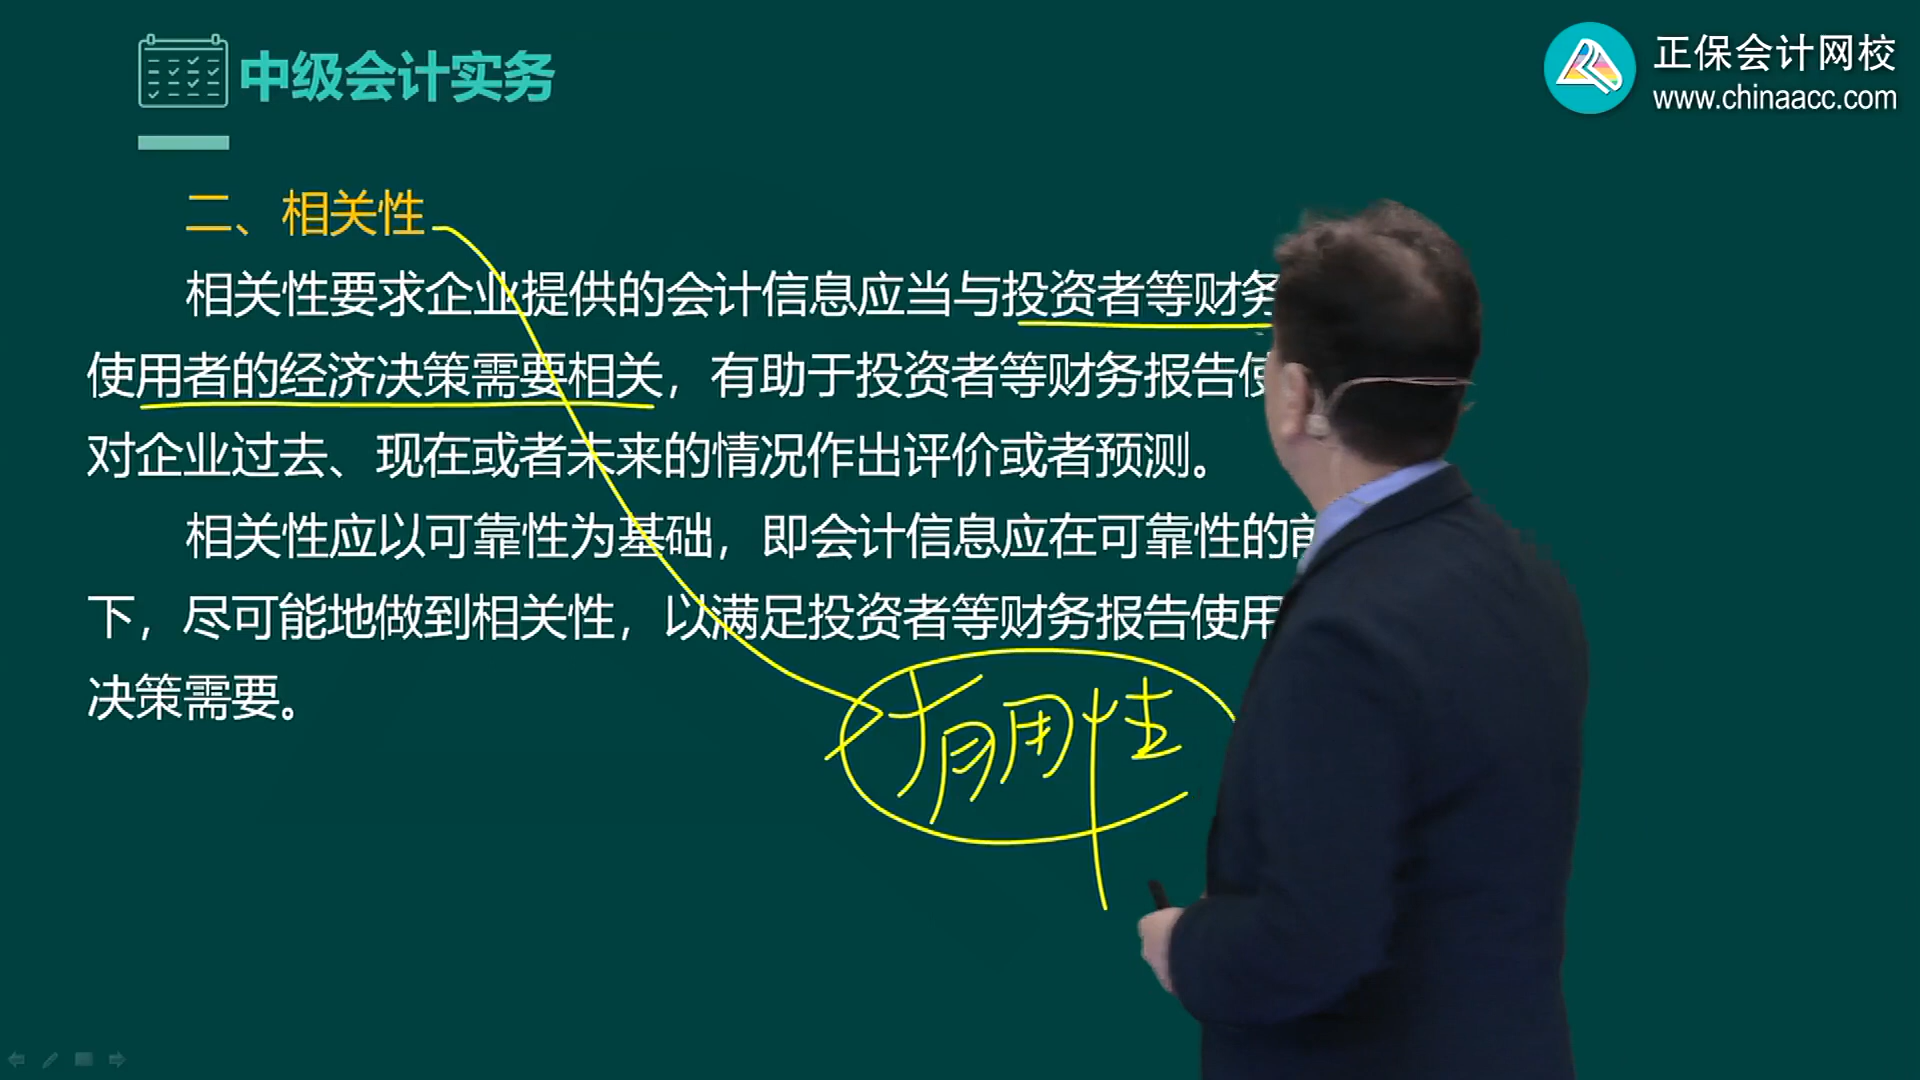 中级会计实务
正保会计网校
www.chinaacc.com
二、相关性
相关性要求企业提供的会计信息应当与投资者等财务
使用者的经济决策需要相关，有助于投资者等财务报告使
对企业过去、现在或者未来的情况作出评价或者预测。
相关性应以可靠性为基础，即会计信息应在可靠性的前
下，尽可能地做到相关性，以满足投资者等财务报告使用
决策需要。
有用性